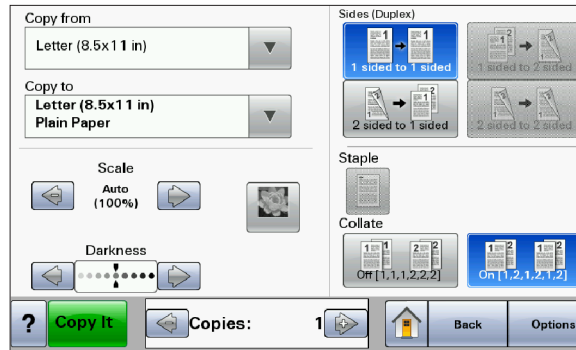 Copy from
Letter (8.5x11 in)
Copy to
Letter (8.5x11 in)
Plain Paper
Scale
Auto
(100%)
Darkness
Sides (Duplex)
1 sided to 1 sided
1 sided to 2 sided
2 sided to 1 sided
2 sided to 2 sided
Staple
Collate
Off [1,1,1,2,2,2]
On [1,2,1,2,1,2]
? Copy It
Copies: 1
Back
Options